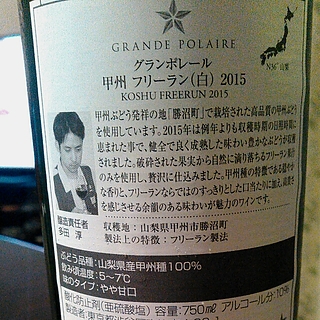 GRANDE POLAIRE
グランポレール
甲州 フリーラン(白) 2015
KOSHU FREERUN 2015
N36° 山梨
甲州ぶどう発祥の地「勝沼町」で栽培された高品質の甲州ぶどう
を使用しています。2015年は例年よりも収穫時期の日照時間に
恵まれた事で、健全で良く成熟した味わい豊かなぶどうが収穫
されました。破砕された果実から自然に滴り落ちるフリーラン果汁
のみを使用し、贅沢に仕込みました。甲州種の特徴である穏やか
な香りと、フリーランならではのすっきりとした口当たりに加え、
を感じさせる余韻のある味わいが魅力のワインです。
醸造責任者
多田 淳
収穫地:山梨県甲州市勝沼町
製法上の特徴:フリーラン製法
ぶどう品種:山梨県産甲州種100%
飲み頃温度:5~7℃
味のタイプ:やや甘口
酸化防止剤(亜硫酸塩) 容量:750㎖ アルコール分:10%